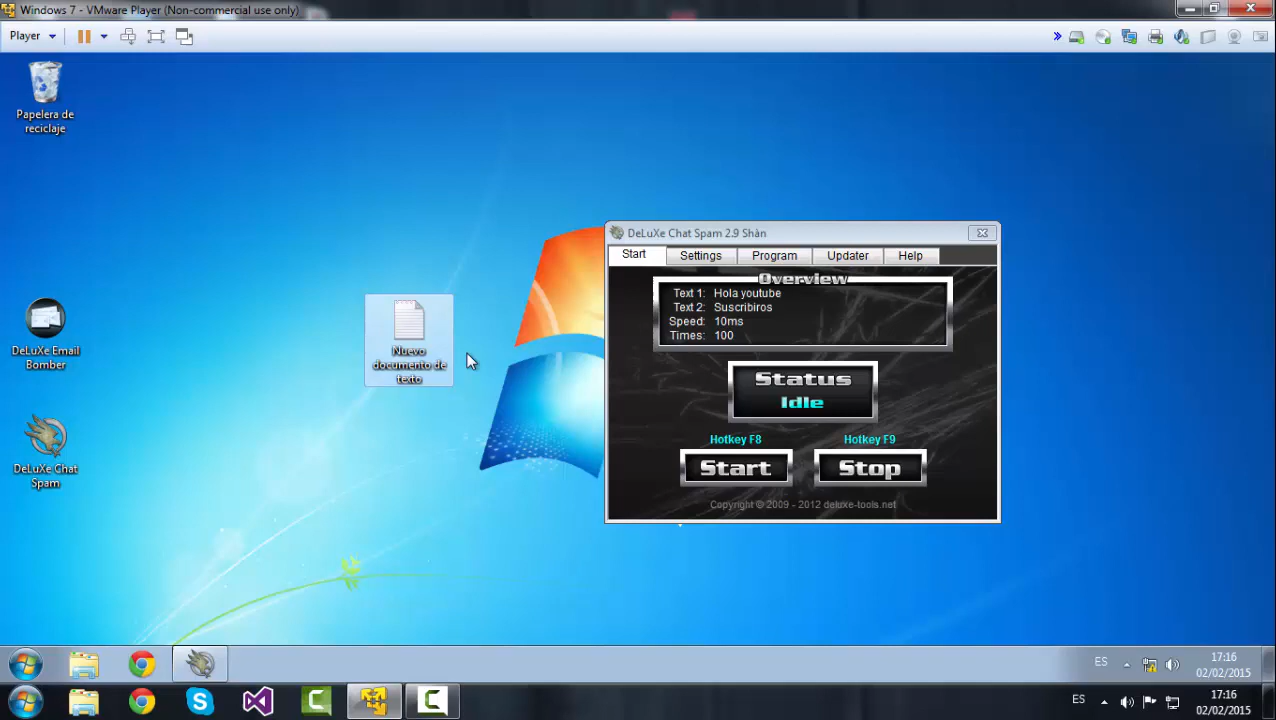 Windows 7 - VMware Player (Non-commercial use only)
Player
Papelera de
reciclaje
DeLuXe Email
Bomber
DeLuXe Chat
Spam
Nuevo
documento de
texto
DeLuXe Chat Spam 2.9 Shàn
Start Settings Program Updater Help
Overview
Text 1: Hola youtube
Text 2: Suscribiros
Speed: 10ms
Times: 100
Status
Idle
Hotkey F8 Hotkey F9
Start Stop
Copyright © 2009 - 2012 deluxe-tools.net
ES 17:16
02/02/2015
ES 17:16
02/02/2015